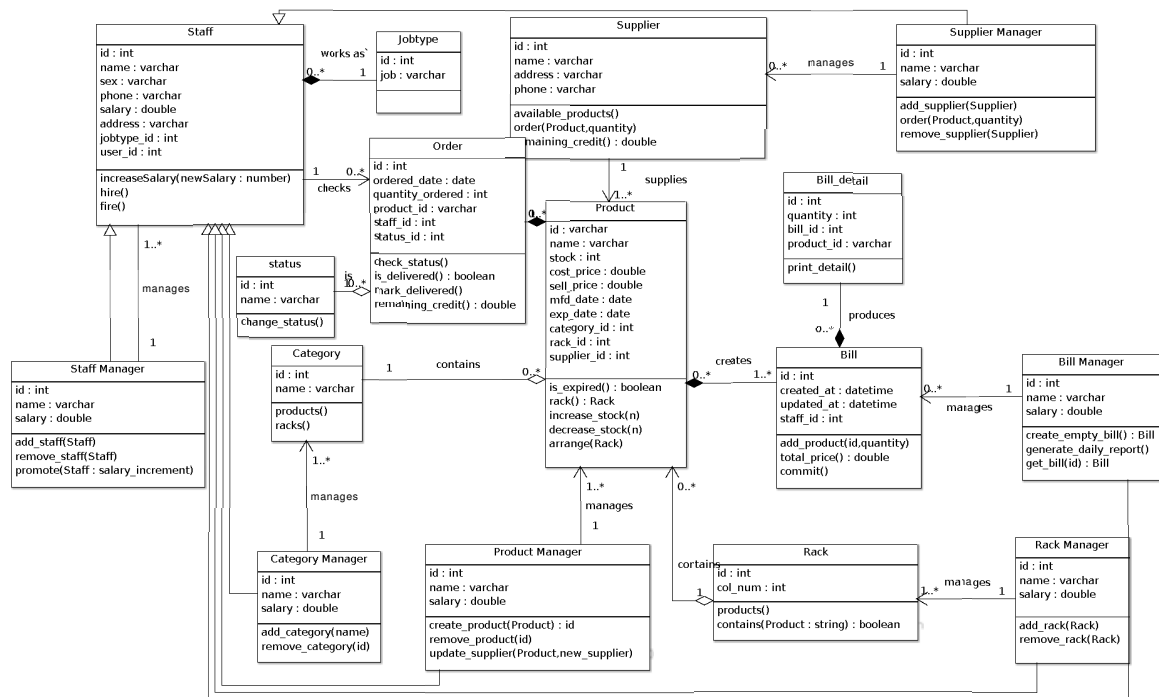 Staff
id : int
name : varchar
sex : varchar
phone : varchar
salary : double
address : varchar
jobtype_id : int
user_id : int
increaseSalary(newSalary : number)
hire()
fire()
works as`
0..*
1
Jobtype
id : int
job : varchar
Supplier
id : int
name : varchar
address : varchar
phone : varchar
available_products()
order(Product,quantity)
remaining_credit() : double
0..*
manages
1
Supplier Manager
id : int
name : varchar
salary : double
add_supplier(Supplier)
order(Product,quantity)
remove_supplier(Supplier)
1
0..*
checks
Order
id : int
ordered_date : date
quantity_ordered : int
product_id : varchar
staff_id : int
status_id : int
check_status()
is_delivered() : boolean
mark_delivered()
remaining_credit() : double
1
supplies
1..*
0..*
Product
id : varchar
name : varchar
stock : int
cost_price : double
sell_price : double
mfd_date : date
exp_date : date
category_id : int
rack_id : int
supplier_id : int
is_expired() : boolean
rack() : Rack
increase_stock(n)
decrease_stock(n)
arrange(Rack)
Bill_detail
id : int
quantity : int
bill_id : int
product_id : varchar
print_detail()
1
produces
0..*
status
id : int
name : varchar
change_status()
is
0..*
1..*
manages
1
Staff Manager
id : int
name : varchar
salary : double
add_staff(Staff)
remove_staff(Staff)
promote(Staff : salary_increment)
Category
id : int
name : varchar
products()
racks()
1
contains
0..*
creates
0..*
1..*
Bill
id : int
created_at : datetime
updated_at : datetime
staff_id : int
add_product(id,quantity)
total_price() : double
commit()
0..*
manages
1
Bill Manager
id : int
name : varchar
salary : double
create_empty_bill() : Bill
generate_daily_report()
get_bill(id) : Bill
1..*
manages
1
Category Manager
id : int
name : varchar
salary : double
add_category(name)
remove_category(id)
1..*
manages
1
Product Manager
id : int
name : varchar
salary : double
create_product(Product) : id
remove_product(id)
update_supplier(Product,new_supplier)
0..*
contains
1
Rack
id : int
col_num : int
products()
contains(Product : string) : boolean
1..*
manages
1
Rack Manager
id : int
name : varchar
salary : double
add_rack(Rack)
remove_rack(Rack)